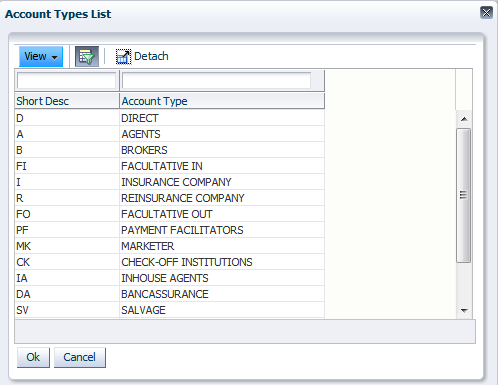 Account Types List
View Detach
Short Desc Account Type
D DIRECT
A AGENTS
B BROKERS
FI FACULTATIVE IN
I INSURANCE COMPANY
R REINSURANCE COMPANY
FO FACULTATIVE OUT
PF PAYMENT FACILITATORS
MK MARKETER
CK CHECK-OFF INSTITUTIONS
IA INHOUSE AGENTS
DA BANCASSURANCE
SV SALVAGE
Ok Cancel